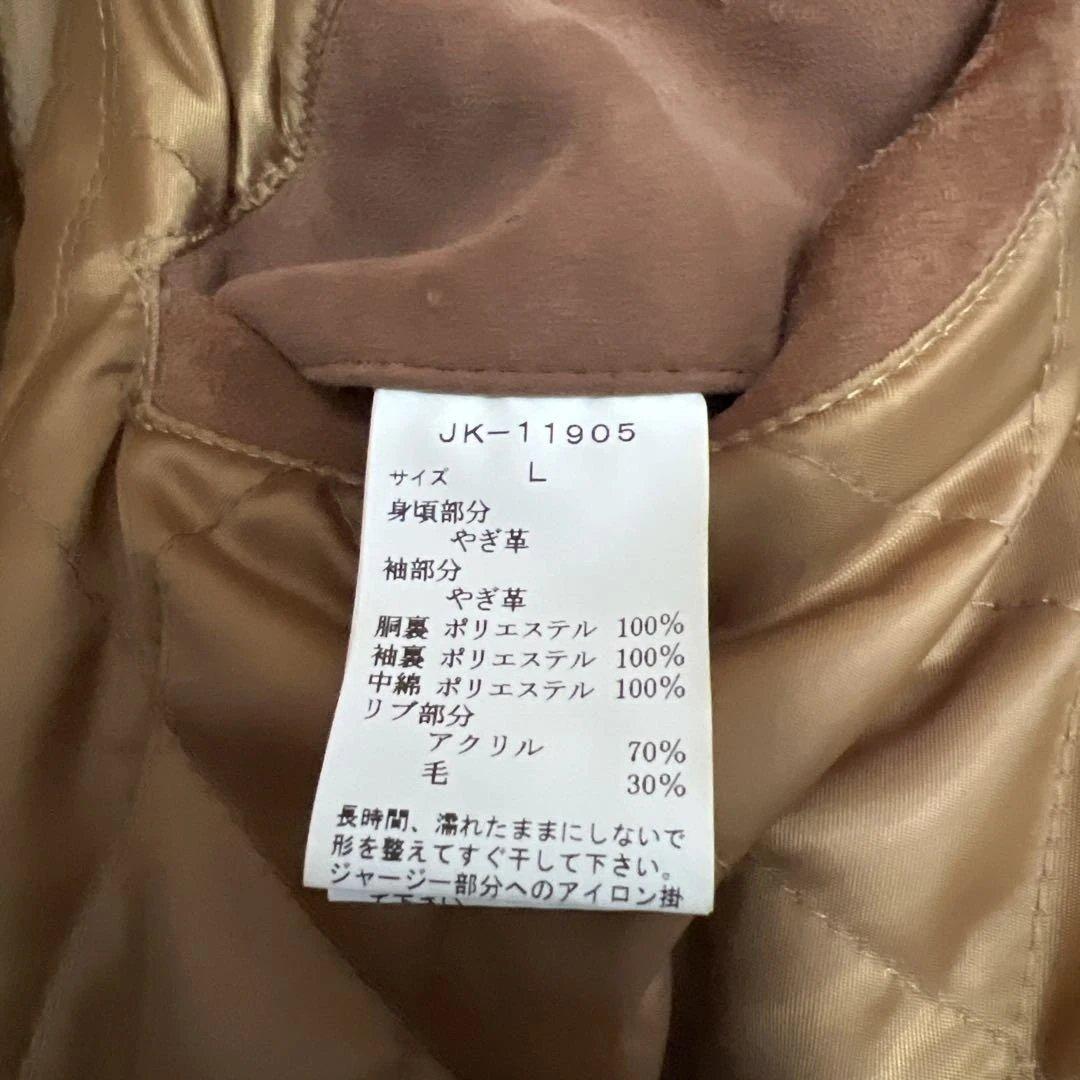 JK-11905
サイズ L
身頃部分
やぎ革
袖部分
やぎ革
胴裏 ポリエステル 100%
袖裏 ポリエステル 100%
中綿 ポリエステル 100%
リブ部分
アクリル 70%
毛 30%
長時間、濡れたままにしないで
形を整えてすぐ干して下さい。
ジャージー部分へのアイロン掛
て下さい